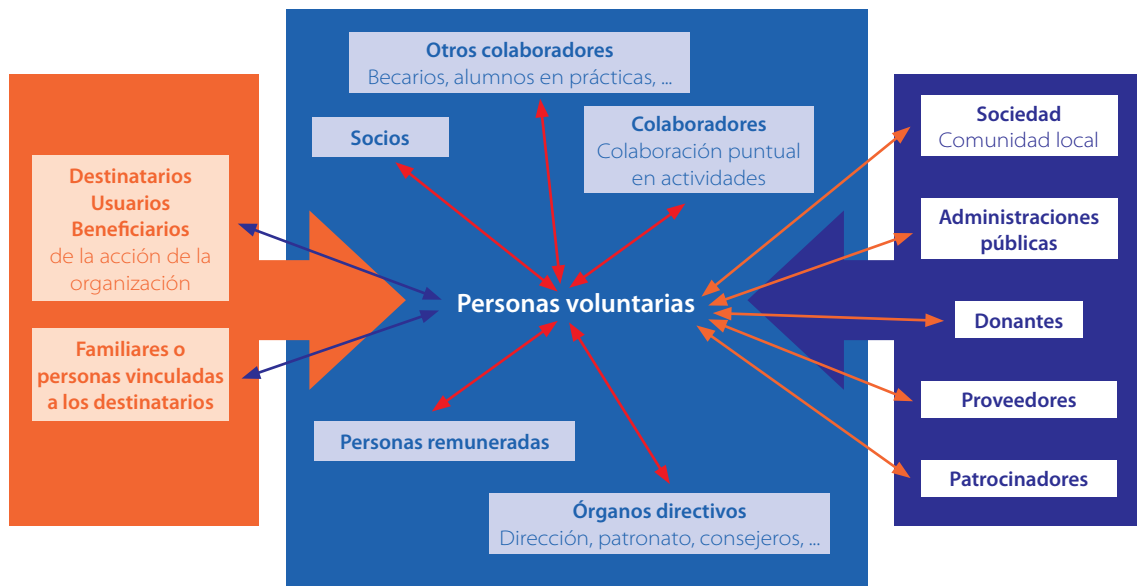 Destinatarios
Usuarios
Beneficiarios
de la acción de la
organización
Familiares o
personas vinculadas
a los destinatarios
Otros colaboradores
Becarios, alumnos en prácticas, ...
Socios
Colaboradores
Colaboración puntual
en actividades
Personas voluntarias
Personas remuneradas
Órganos directivos
Dirección, patronato, consejeros, ...
Sociedad
Comunidad local
Administraciones
públicas
Donantes
Proveedores
Patrocinadores